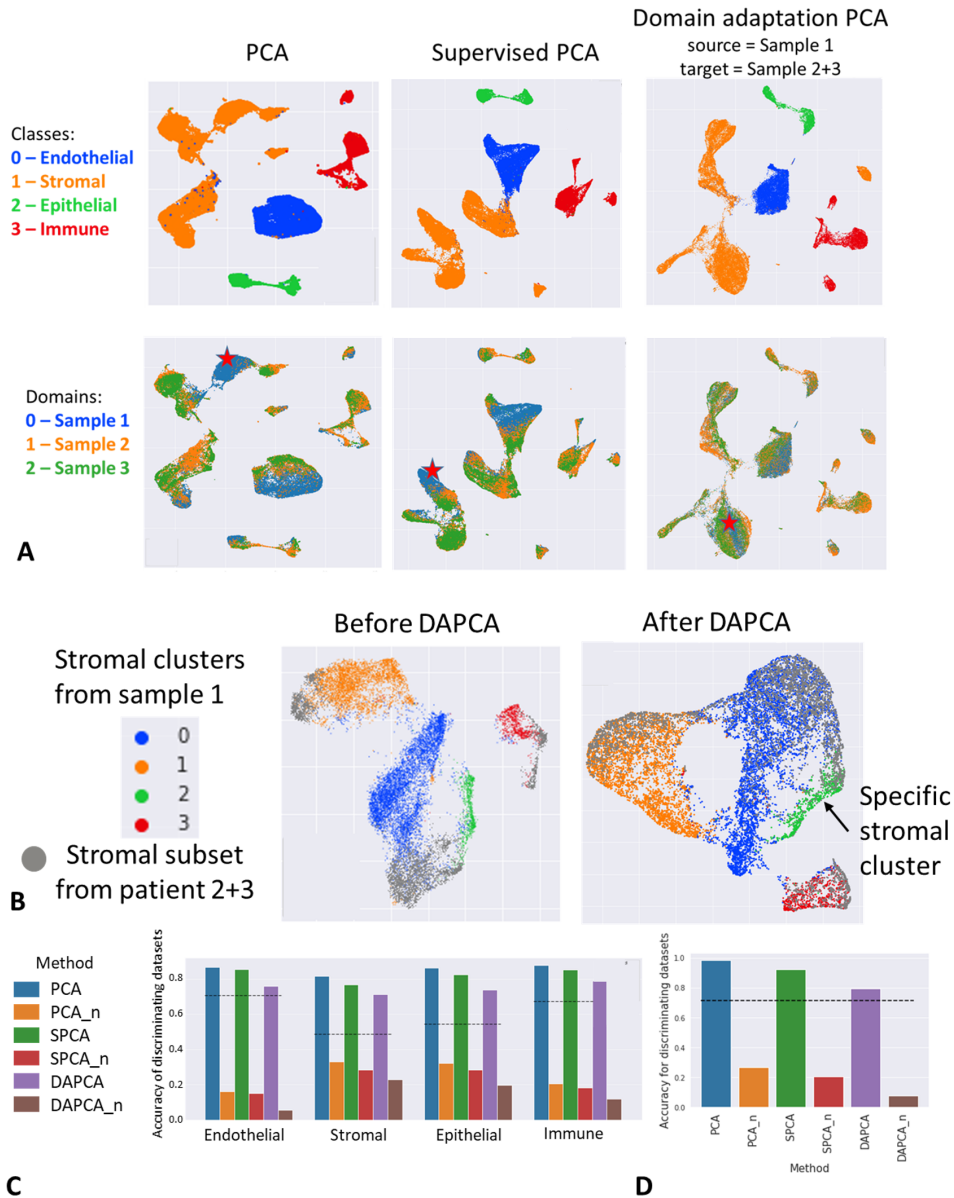 PCA
Supervised PCA
Domain adaptation PCA
source = Sample 1
target = Sample 2+3
Classes:
0 – Endothelial
1 – Stromal
2 – Epithelial
3 – Immune
Domains:
0 – Sample 1
1 – Sample 2
2 – Sample 3
A
Before DAPCA
After DAPCA
Stromal clusters
from sample 1
0
1
2
3
Stromal subset
from patient 2+3
Specific
stromal
cluster
B
Method
PCA
PCA_n
SPCA
SPCA_n
DAPCA
DAPCA_n
Accuracy of discriminating datasets
0.8
0.6
0.4
0.2
0.0
Endothelial
Stromal
Epithelial
Immune
C
Accuracy for discriminating datasets
1.0
0.8
0.6
0.4
0.2
0.0
PCA
PCA_n
SPCA
SPCA_n
DAPCA
DAPCA_n
Method
D